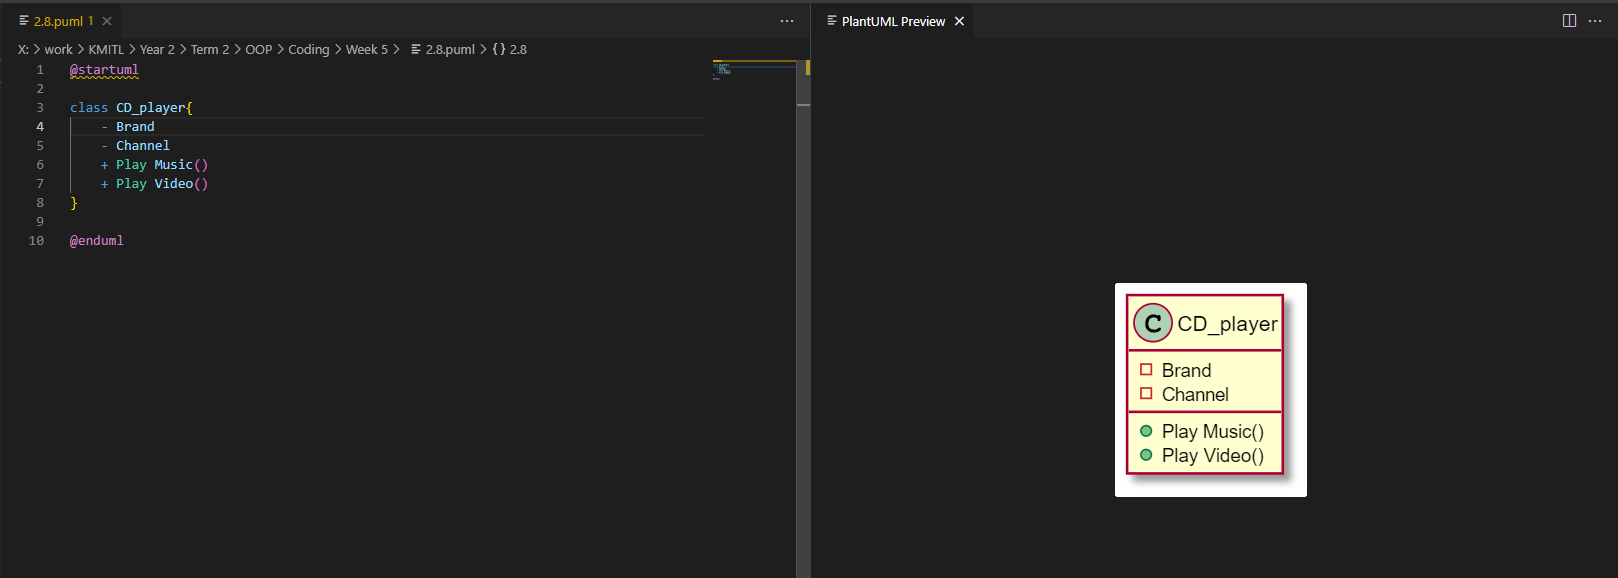 2.8.puml 1
PlantUML Preview
X: > work > KMITL > Year 2 > Term 2 > OOP > Coding > Week 5 > 2.8.puml > {} 2.8
1 @startuml
2
3 class CD_player{
4 - Brand
5 - Channel
6 + Play Music()
7 + Play Video()
8 }
9
10 @enduml
C CD_player
Brand
Channel
Play Music()
Play Video()